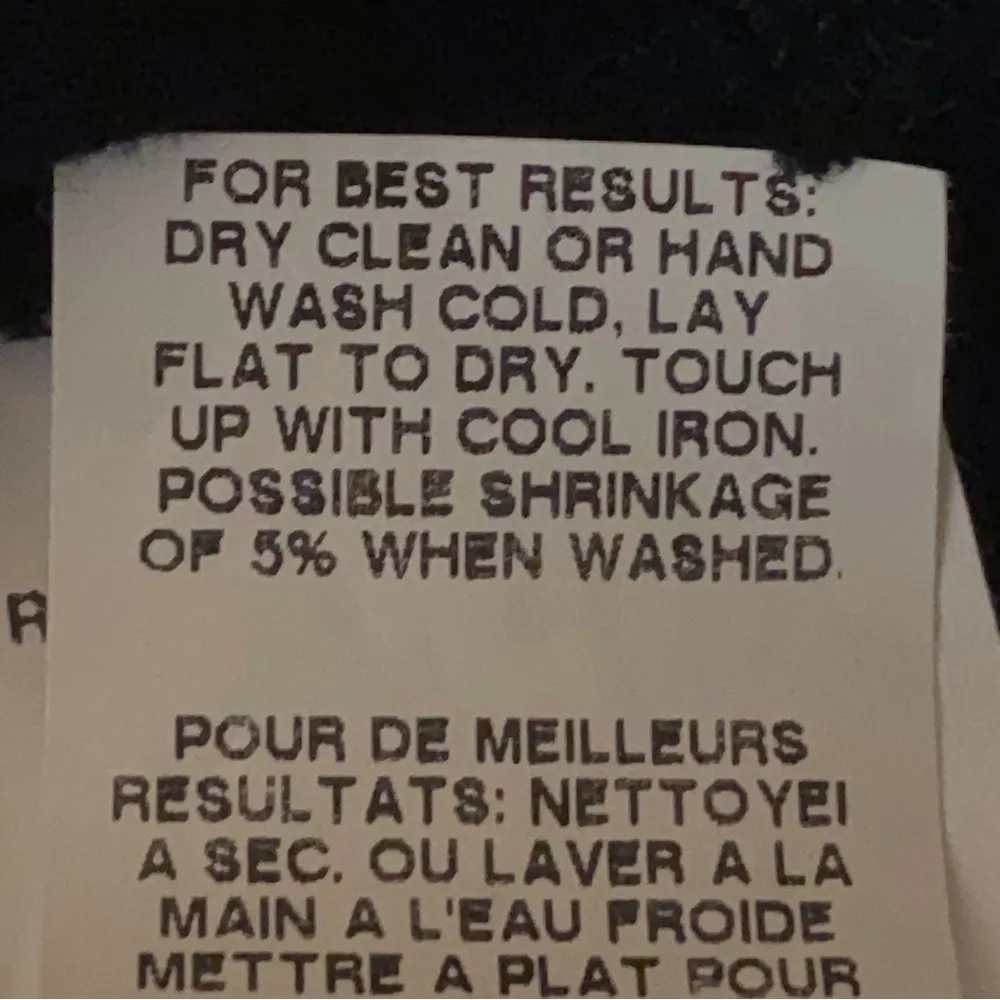 FOR BEST RESULTS:
DRY CLEAN OR HAND
WASH COLD, LAY
FLAT TO DRY. TOUCH
UP WITH COOL IRON.
POSSIBLE SHRINKAGE
OF 5% WHEN WASHED.
R
POUR DE MEILLEURS
RESULTATS: NETTOYEI
A SEC. OU LAVER A LA
MAIN A L'EAU FROIDE
METTRE A PLAT POUR